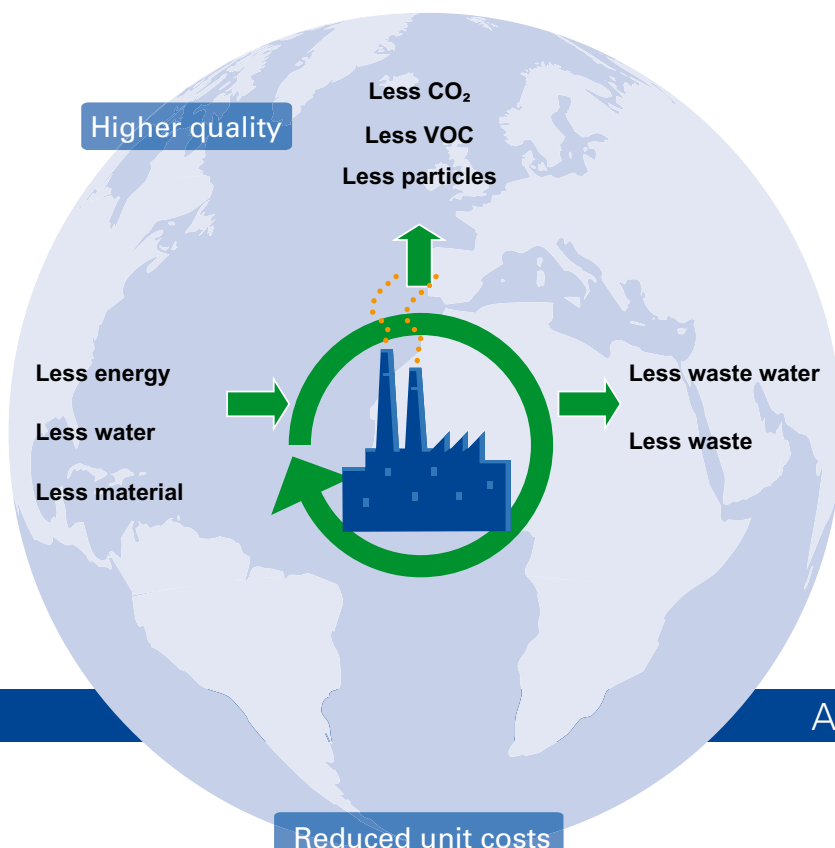 Less CO₂
Higher quality
Less VOC
Less particles
Less energy
Less waste water
Less water
Less waste
Less material
A
Reduced unit costs